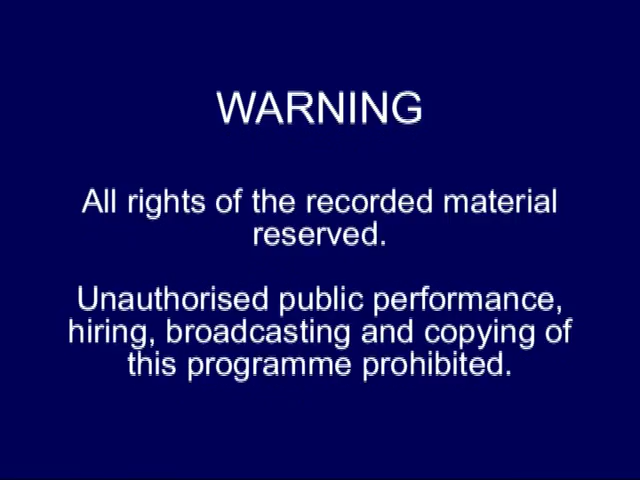 WARNING
All rights of the recorded material
reserved.
Unauthorised public performance,
hiring, broadcasting and copying of
this programme prohibited.